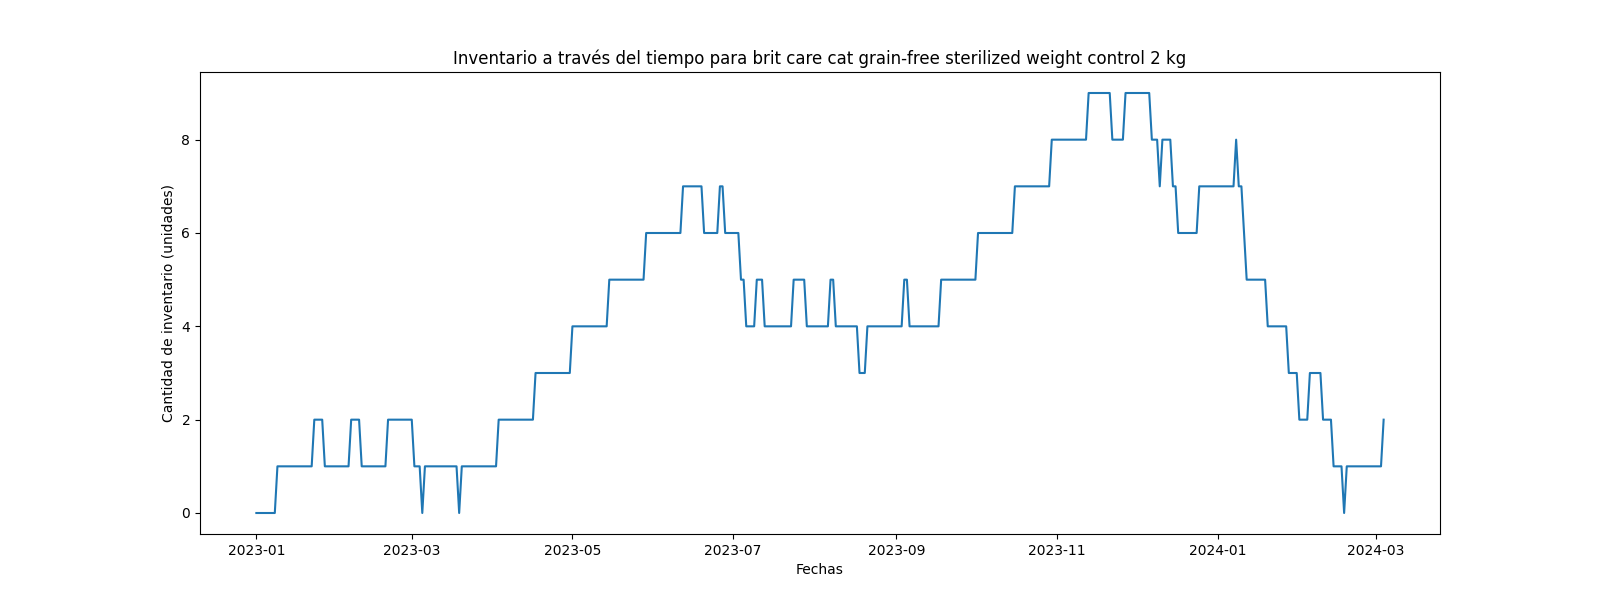 Inventario a través del tiempo para brit care cat grain-free sterilized weight control 2 kg
Cantidad de inventario (unidades)
8
6
4
2
0
2023-01 2023-03 2023-05 2023-07 2023-09 2023-11 2024-01 2024-03
Fechas